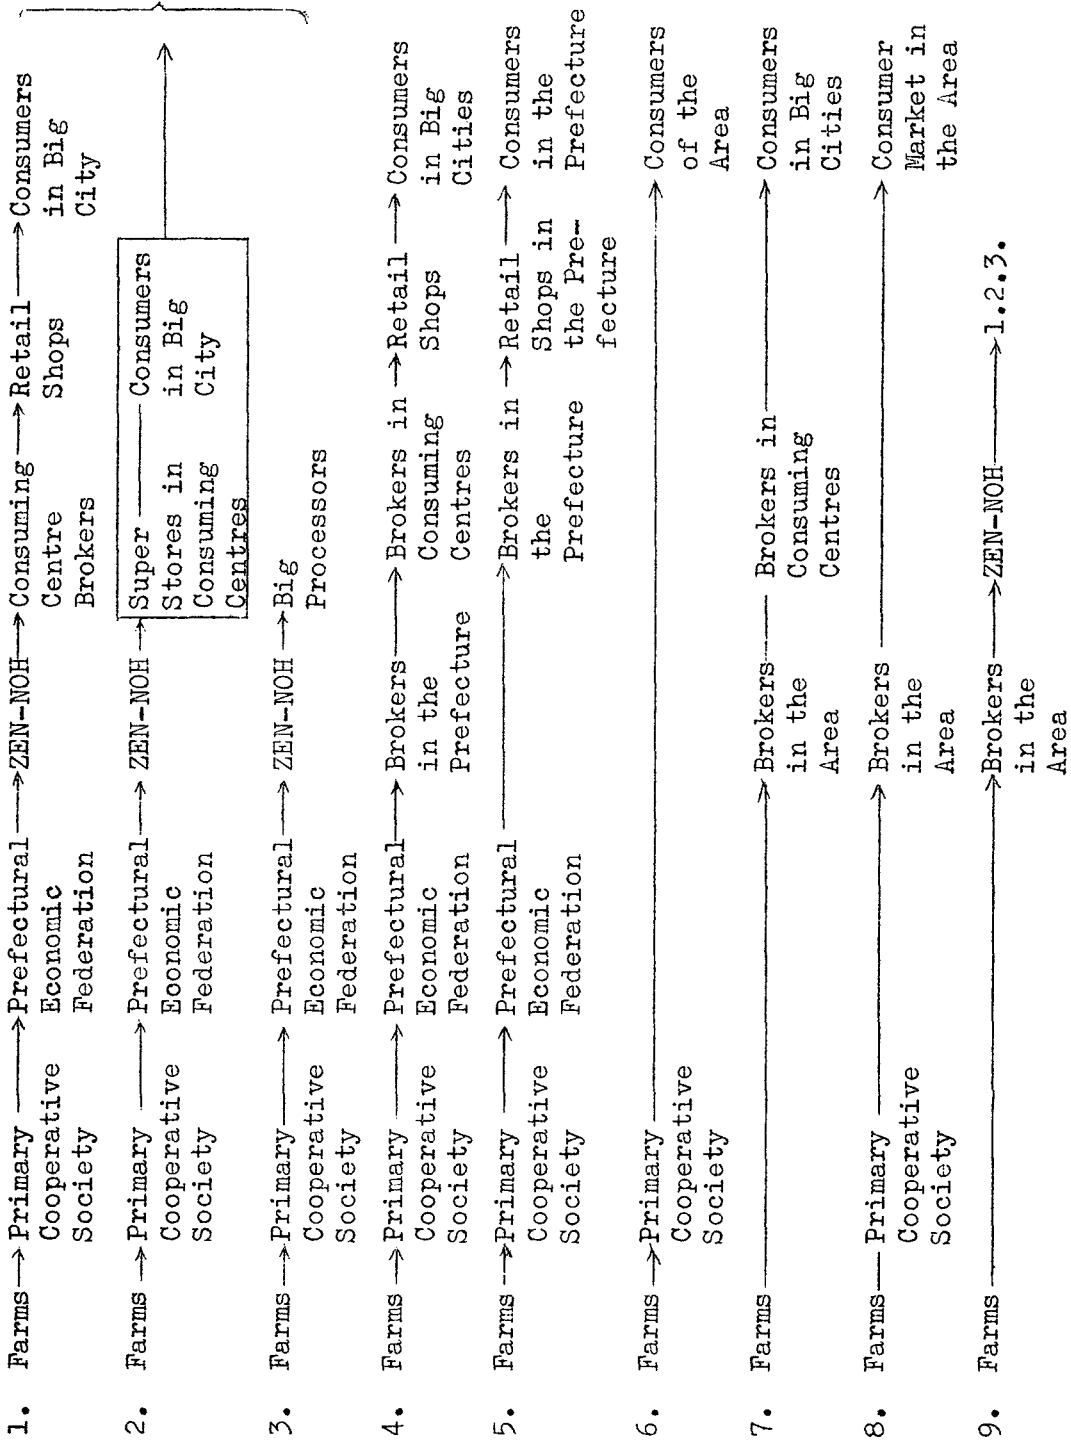 1. Farms Primary Prefectural ZEN-NOH Consuming Retail Consumers
Cooperative Economic Centre Shops in Big
Society Federation Brokers City
2. Farms Primary Prefectural ZEN-NOH Super Consumers
Cooperative Economic Stores in in Big
Society Federation Consuming City
Centres
3. Farms Primary Prefectural ZEN-NOH Big
Cooperative Economic Processors
Society Federation
4. Farms Primary Prefectural Brokers Brokers in Retail Consumers
Cooperative Economic in the Consuming Shops in Big
Society Federation Prefecture Centres Cities
5. Farms Primary Prefectural Brokers in Retail Consumers
Cooperative Economic the Shops in in the
Society Federation Prefecture the Pre- Prefecture
fecture
6. Farms Primary Consumers
Cooperative of the
Society Area
7. Farms Brokers Brokers in Consumers
in the Consuming in Big
Area Centres Cities
8. Farms Primary Brokers Consumer
Cooperative in the Market in
Society Area the Area
9. Farms Brokers ZEN-NOH 1.2.3.
in the
Area